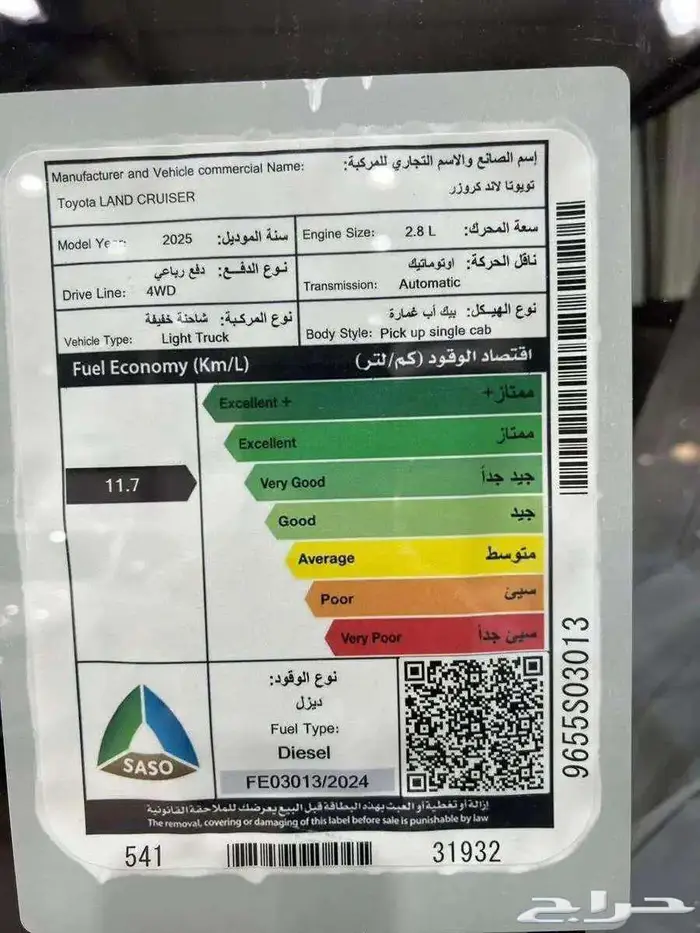 Manufacturer and Vehicle commercial Name: إسم الصانع والاسم التجاري للمركبة:
Toyota LAND CRUISER تويوتا لاند كروزر
Model Year: 2025 سنة الموديل:
Engine Size: 2.8 L سعة المحرك:
نوع الدفع: دفع رباعي
Drive Line: 4WD
ناقل الحركة: اوتوماتيك
Transmission: Automatic
نوع المركبة: شاحنة خفيفة
Vehicle Type: Light Truck
نوع الهيكل: بيك أب غمارة
Body Style: Pick up single cab
Fuel Economy (Km/L) اقتصاد الوقود (كم/لتر)
Excellent + ممتاز+
Excellent ممتاز
11.7
Very Good جيد جداً
Good جيد
Average متوسط
Poor سيئ
Very Poor سيئ جداً
SASO
نوع الوقود:
ديزل
Fuel Type:
Diesel
FE03013/2024
إزالة أو تغطية أو العبث بهذه البطاقة قبل البيع يعرضك للملاحقة القانونية
The removal, covering or damaging of this label before sale is punishable by law
541 31932
9655S03013
حراج